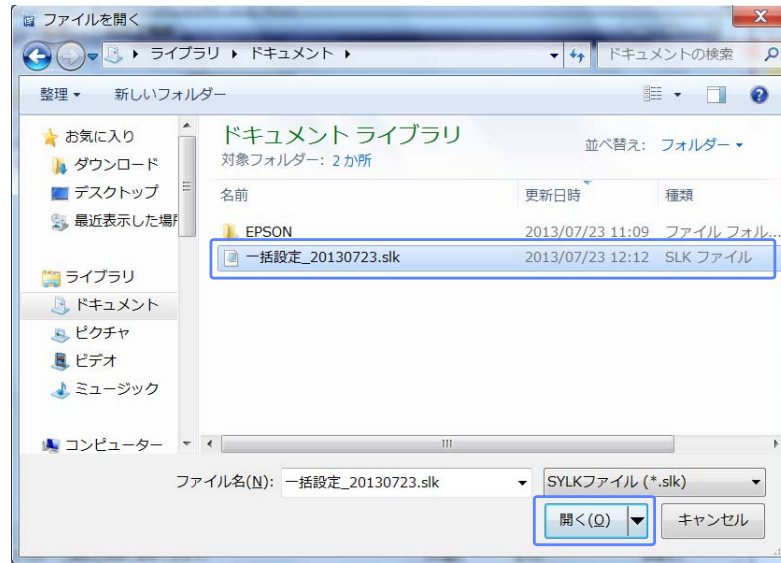 ファイルを開く
ライブラリ ドキュメント
ドキュメントの検索
整理 新しいフォルダー
お気に入り
ダウンロード
デスクトップ
最近表示した場所
ライブラリ
ドキュメント
ピクチャ
ビデオ
ミュージック
コンピューター
ドキュメント ライブラリ
対象フォルダー: 2 か所
並べ替え: フォルダー
名前 更新日時 種類
EPSON 2013/07/23 11:09 ファイル フォル...
一括設定_20130723.slk 2013/07/23 12:12 SLK ファイル
ファイル名(N): 一括設定_20130723.slk SYLKファイル (*.slk)
開く(O) キャンセル